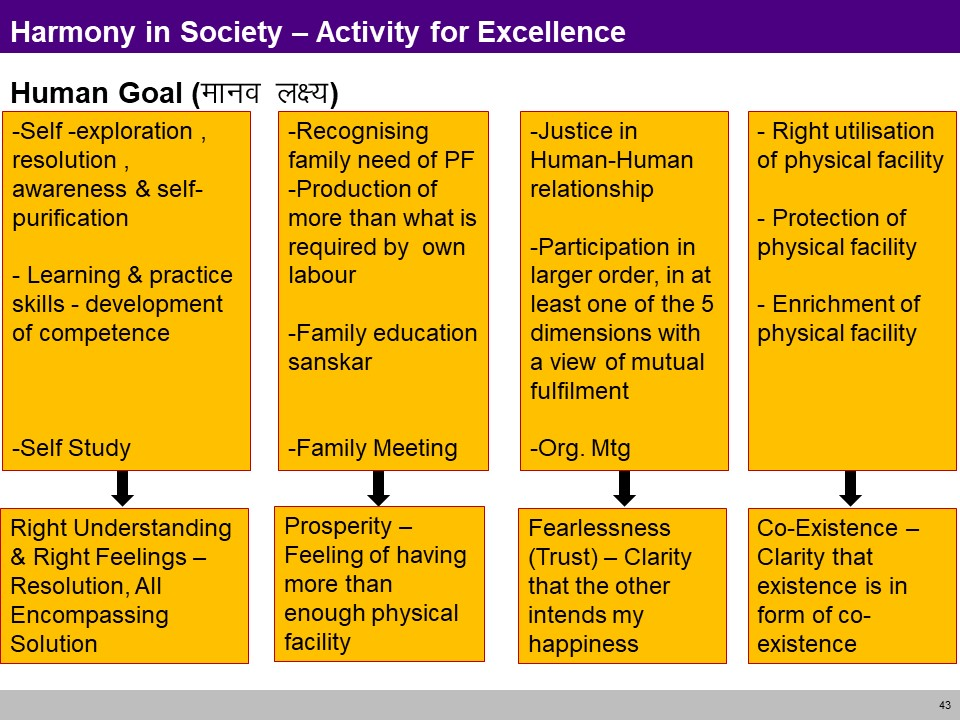 Harmony in Society – Activity for Excellence
Human Goal (मानव लक्ष्य)
-Self -exploration ,
resolution ,
awareness & self-
purification
- Learning & practice
skills - development
of competence
-Self Study
-Recognising
family need of PF
-Production of
more than what is
required by own
labour
-Family education
sanskar
-Family Meeting
-Justice in
Human-Human
relationship
-Participation in
larger order, in at
least one of the 5
dimensions with
a view of mutual
fulfilment
-Org. Mtg
- Right utilisation
of physical facility
- Protection of
physical facility
- Enrichment of
physical facility
Right Understanding
& Right Feelings –
Resolution, All
Encompassing
Solution
Prosperity –
Feeling of having
more than
enough physical
facility
Fearlessness
(Trust) – Clarity
that the other
intends my
happiness
Co-Existence –
Clarity that
existence is in
form of co-
existence
43